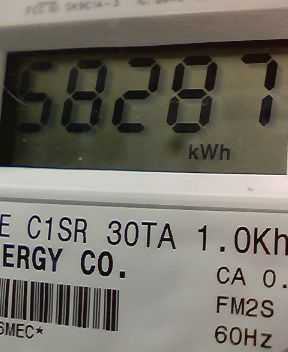 58287
kWh
E C1SR 30TA 1.0Kh
ERGY CO.
CA 0.
FM2S
6MEC*
60Hz